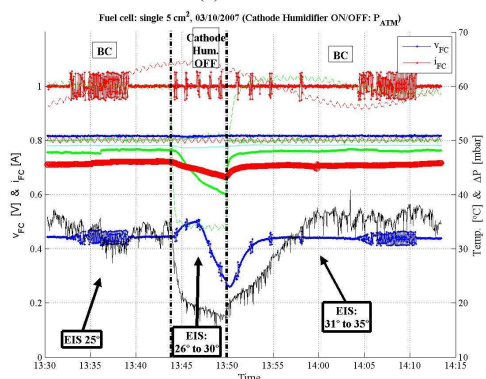 Fuel cell: single 5 cm², 03/10/2007 (Cathode Humidifier ON/OFF: P_ATM)
BC
Cathode
Hum.
OFF
BC
v_FC
i_FC
70
60
50
40
30
20
10
1
0.8
0.6
0.4
0.2
0
v_FC [V] & i_FC [A]
Temp. [°C] & ΔP [mbar]
EIS 25°
EIS:
26° to 30°
EIS:
31° to 35°
13:30 13:35 13:40 13:45 13:50 13:55 14:00 14:05 14:10 14:15
Time